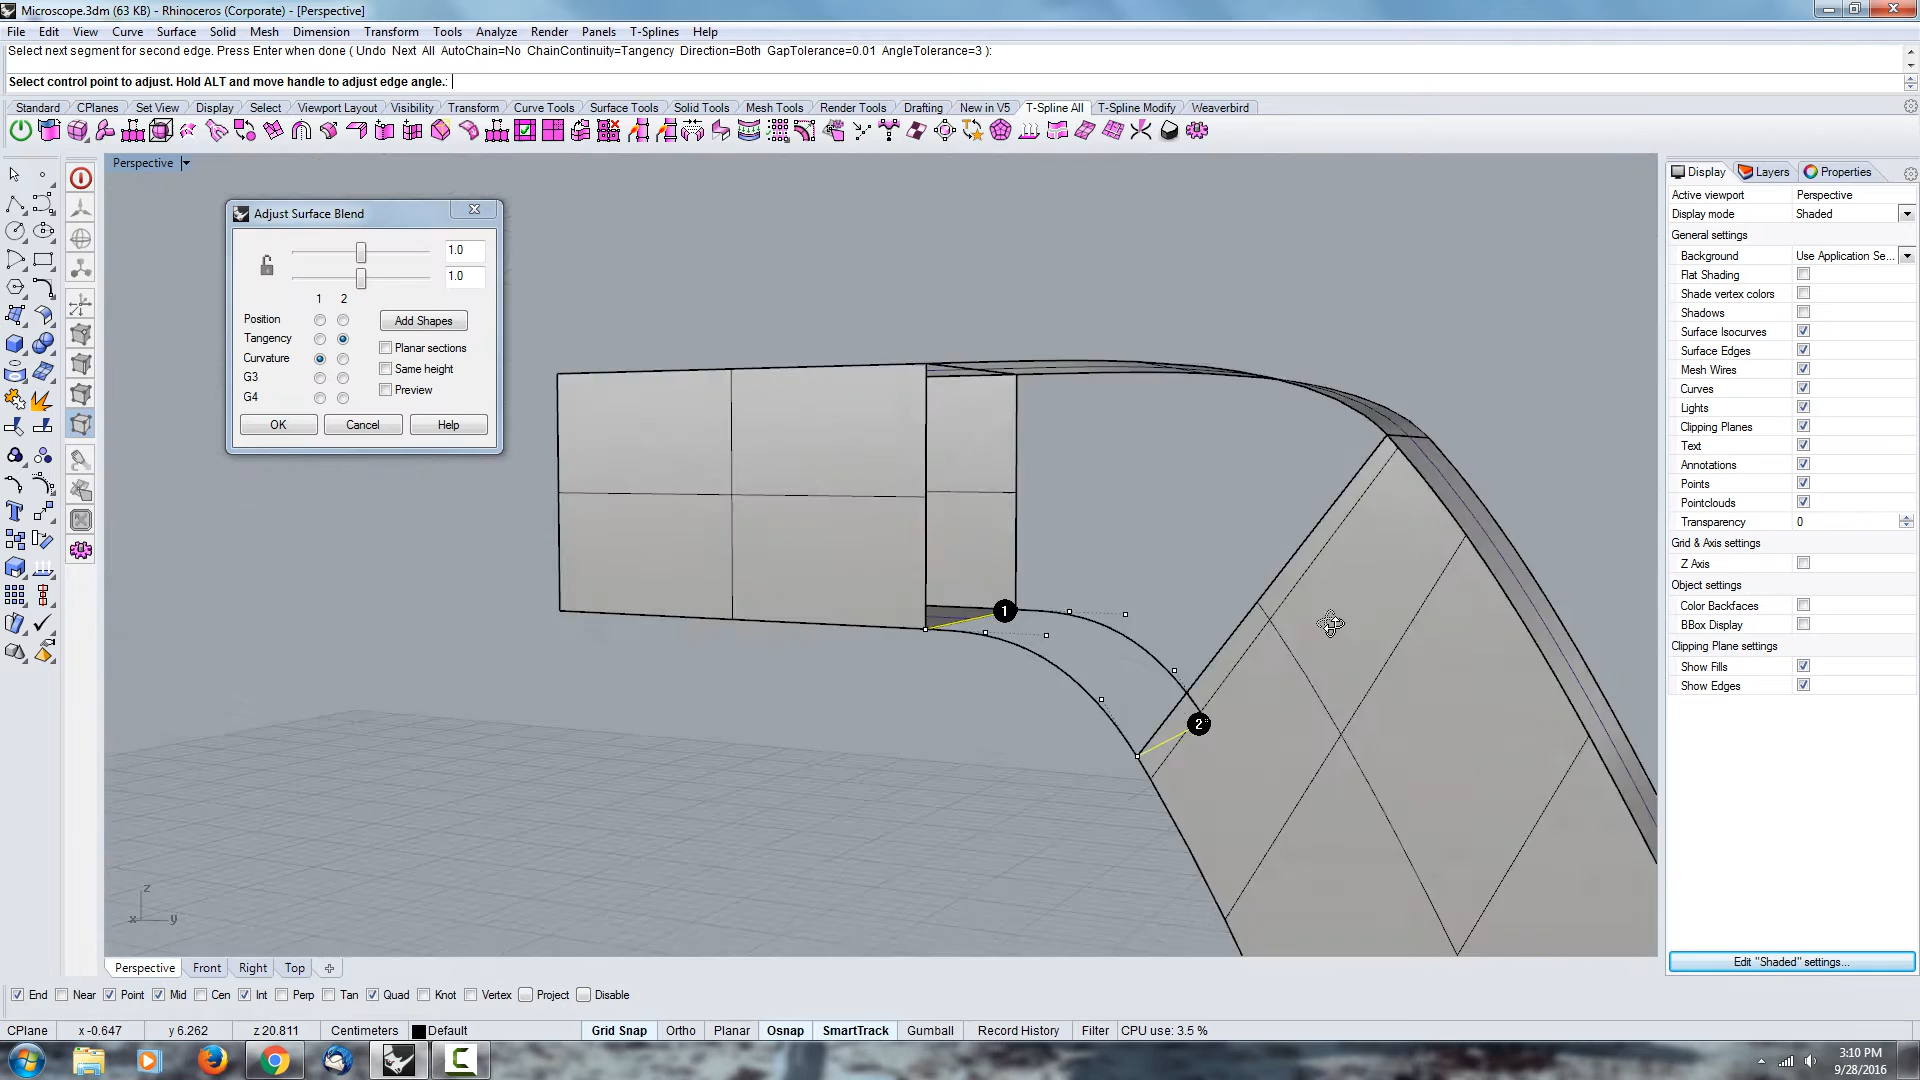 Microscope.3dm (63 KB) - Rhinoceros (Corporate) - [Perspective]
File Edit View Curve Surface Solid Mesh Dimension Transform Tools Analyze Render Panels T-Splines Help
Select next segment for second edge. Press Enter when done ( Undo Next All AutoChain=No ChainContinuity=Tangency Direction=Both GapTolerance=0.01 AngleTolerance=3 ):
Select control point to adjust. Hold ALT and move handle to adjust edge angle.:
Standard CPlanes Set View Display Select Viewport Layout Visibility Transform Curve Tools Surface Tools Solid Tools Mesh Tools Render Tools Drafting New in V5 T-Spline All T-Spline Modify Weaverbird
Perspective
Adjust Surface Blend
1.0
1.0
1 2
Position
Tangency
Curvature
G3
G4
Add Shapes
Planar sections
Same height
Preview
OK Cancel Help
1
2
z
x y
Display Layers Properties
Active viewport Perspective
Display mode Shaded
General settings
Background Use Application Se...
Flat Shading
Shade vertex colors
Shadows
Surface Isocurves
Surface Edges
Mesh Wires
Curves
Lights
Clipping Planes
Text
Annotations
Points
Pointclouds
Transparency 0
Grid & Axis settings
Z Axis
Object settings
Color Backfaces
BBox Display
Clipping Plane settings
Show Fills
Show Edges
Edit "Shaded" settings...
Perspective Front Right Top
End Near Point Mid Cen Int Perp Tan Quad Knot Vertex Project Disable
CPlane x -0.647 y 6.262 z 20.811 Centimeters Default Grid Snap Ortho Planar Osnap SmartTrack Gumball Record History Filter CPU use: 3.5 %
3:10 PM
9/28/2016